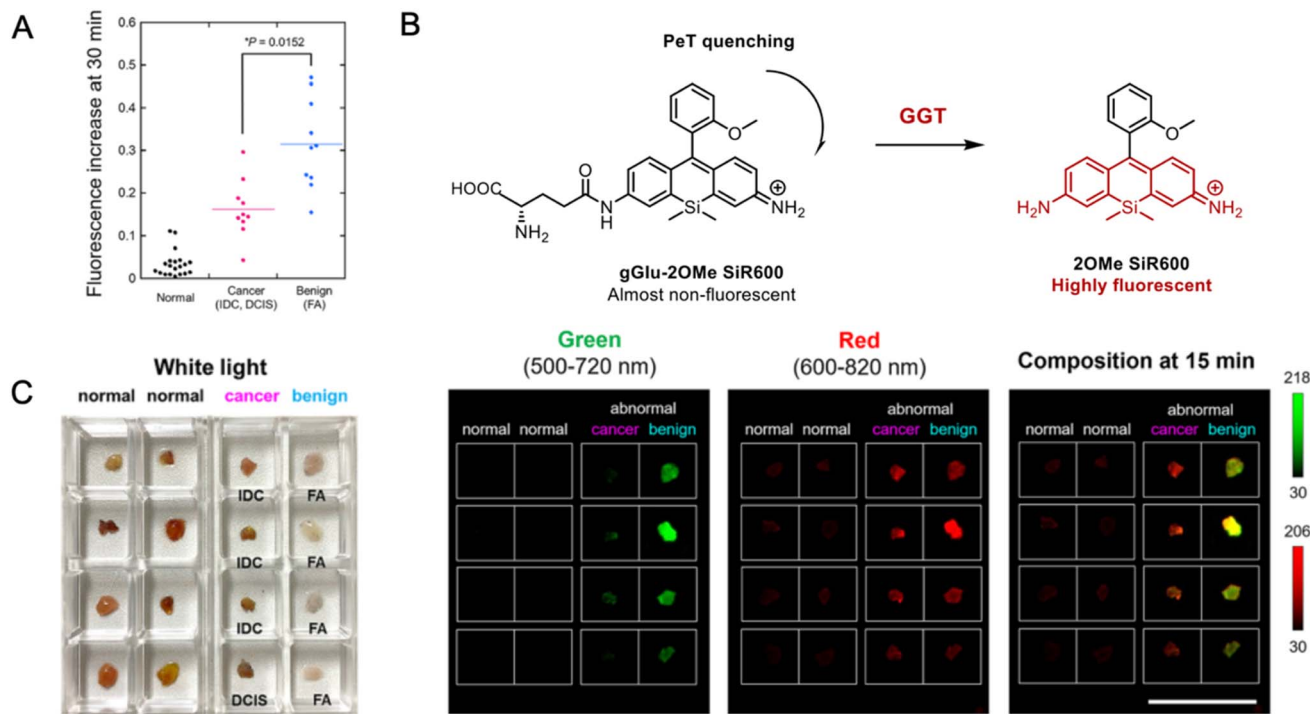 A
Fluorescence increase at 30 min
0.6
0.5
0.4
0.3
0.2
0.1
0
*P = 0.0152
Normal
Cancer
(IDC, DCIS)
Benign
(FA)
B
PeT quenching
HOOC
NH2
O
N
H
Si
O
NH2
gGlu-2OMe SiR600
Almost non-fluorescent
GGT
O
H2N
Si
NH2
2OMe SiR600
Highly fluorescent
C
White light
normal normal cancer benign
IDC FA
IDC FA
IDC FA
DCIS FA
Green
(500-720 nm)
abnormal
normal normal cancer benign
Red
(600-820 nm)
abnormal
normal normal cancer benign
Composition at 15 min
abnormal
normal normal cancer benign
218
30
206
30